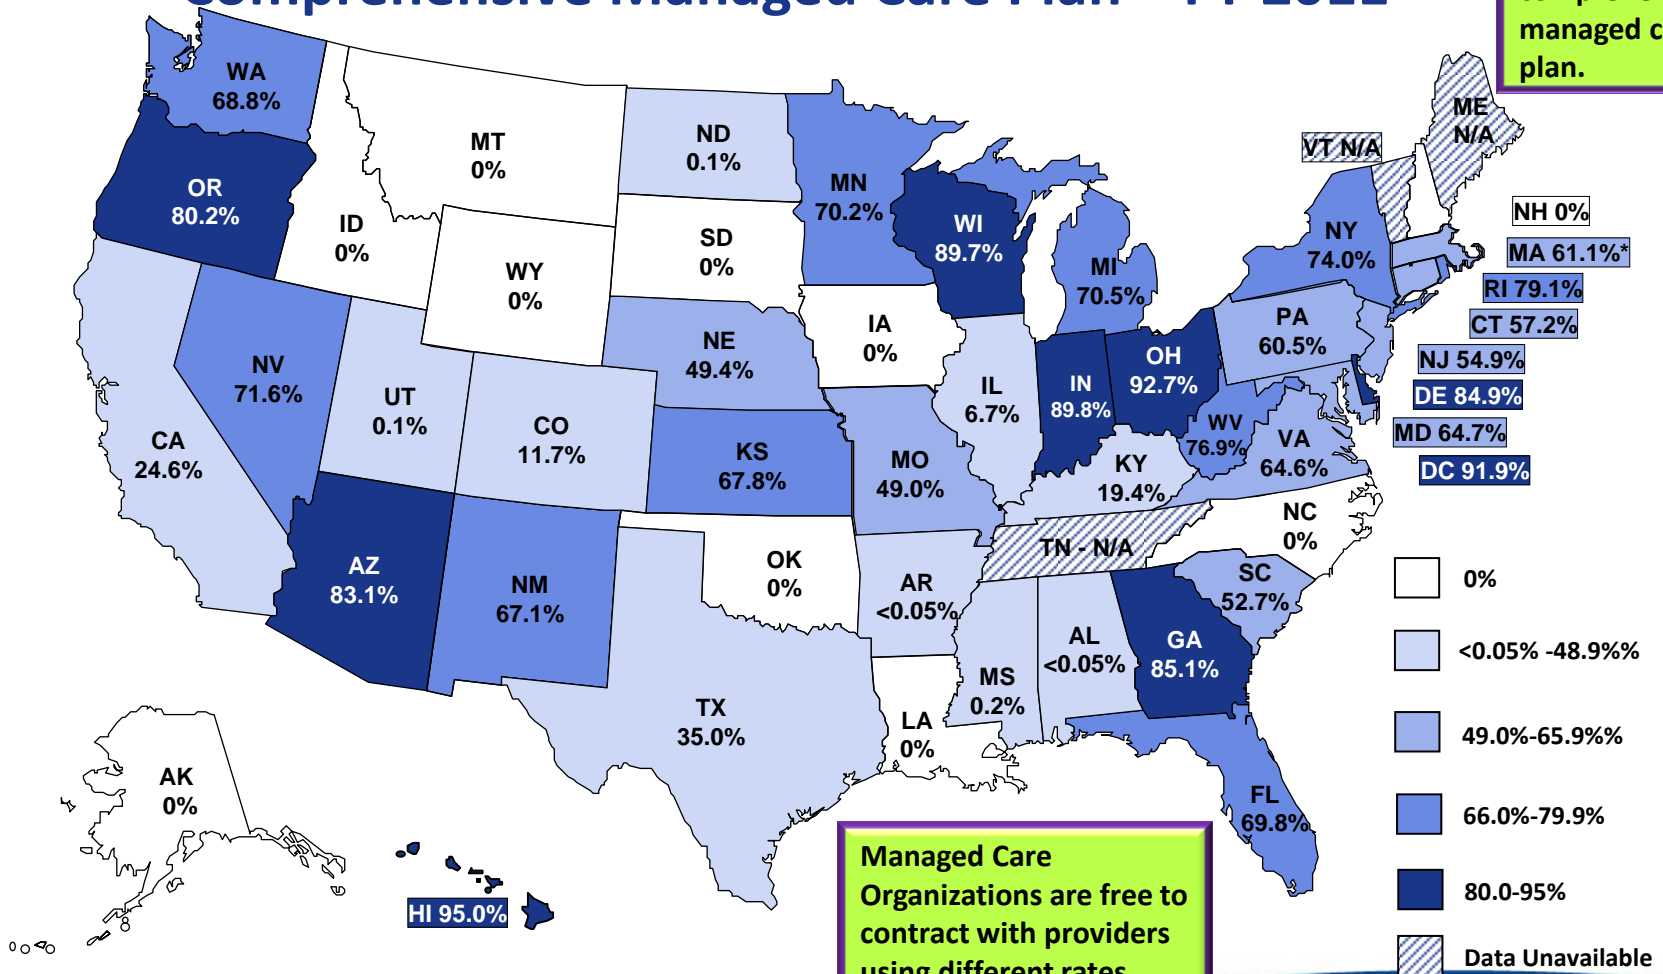 Comprehensive Managed Care Plan
managed c
plan.
WA
68.8%
MT
0%
ND
0.1%
ME
N/A
VT N/A
OR
80.2%
ID
0%
MN
70.2%
WI
89.7%
NH 0%
SD
0%
NY
74.0%
MA 61.1%*
WY
0%
MI
70.5%
RI 79.1%
IA
0%
PA
60.5%
CT 57.2%
NE
49.4%
NV
71.6%
OH
92.7%
NJ 54.9%
UT
0.1%
IL
6.7%
IN
89.8%
DE 84.9%
CO
11.7%
WV
76.9%
VA
64.6%
MD 64.7%
CA
24.6%
KS
67.8%
MO
49.0%
KY
19.4%
DC 91.9%
NC
0%
AZ
83.1%
NM
67.1%
OK
0%
TN - N/A
AR
<0.05%
SC
52.7%
0%
AL
<0.05%
GA
85.1%
<0.05% -48.9%%
MS
0.2%
TX
35.0%
LA
0%
49.0%-65.9%%
AK
0%
FL
69.8%
66.0%-79.9%
HI 95.0%
80.0-95%
Managed Care
Organizations are free to
contract with providers
using different rates
Data Unavailable